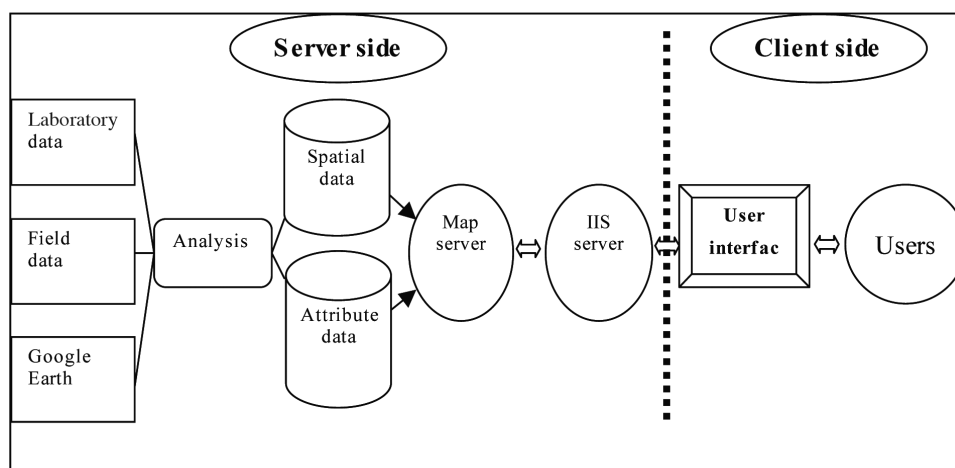 Server side
Client side
Laboratory
data
Field
data
Google
Earth
Analysis
Spatial
data
Attribute
data
Map
server
IIS
server
User
interfac
Users